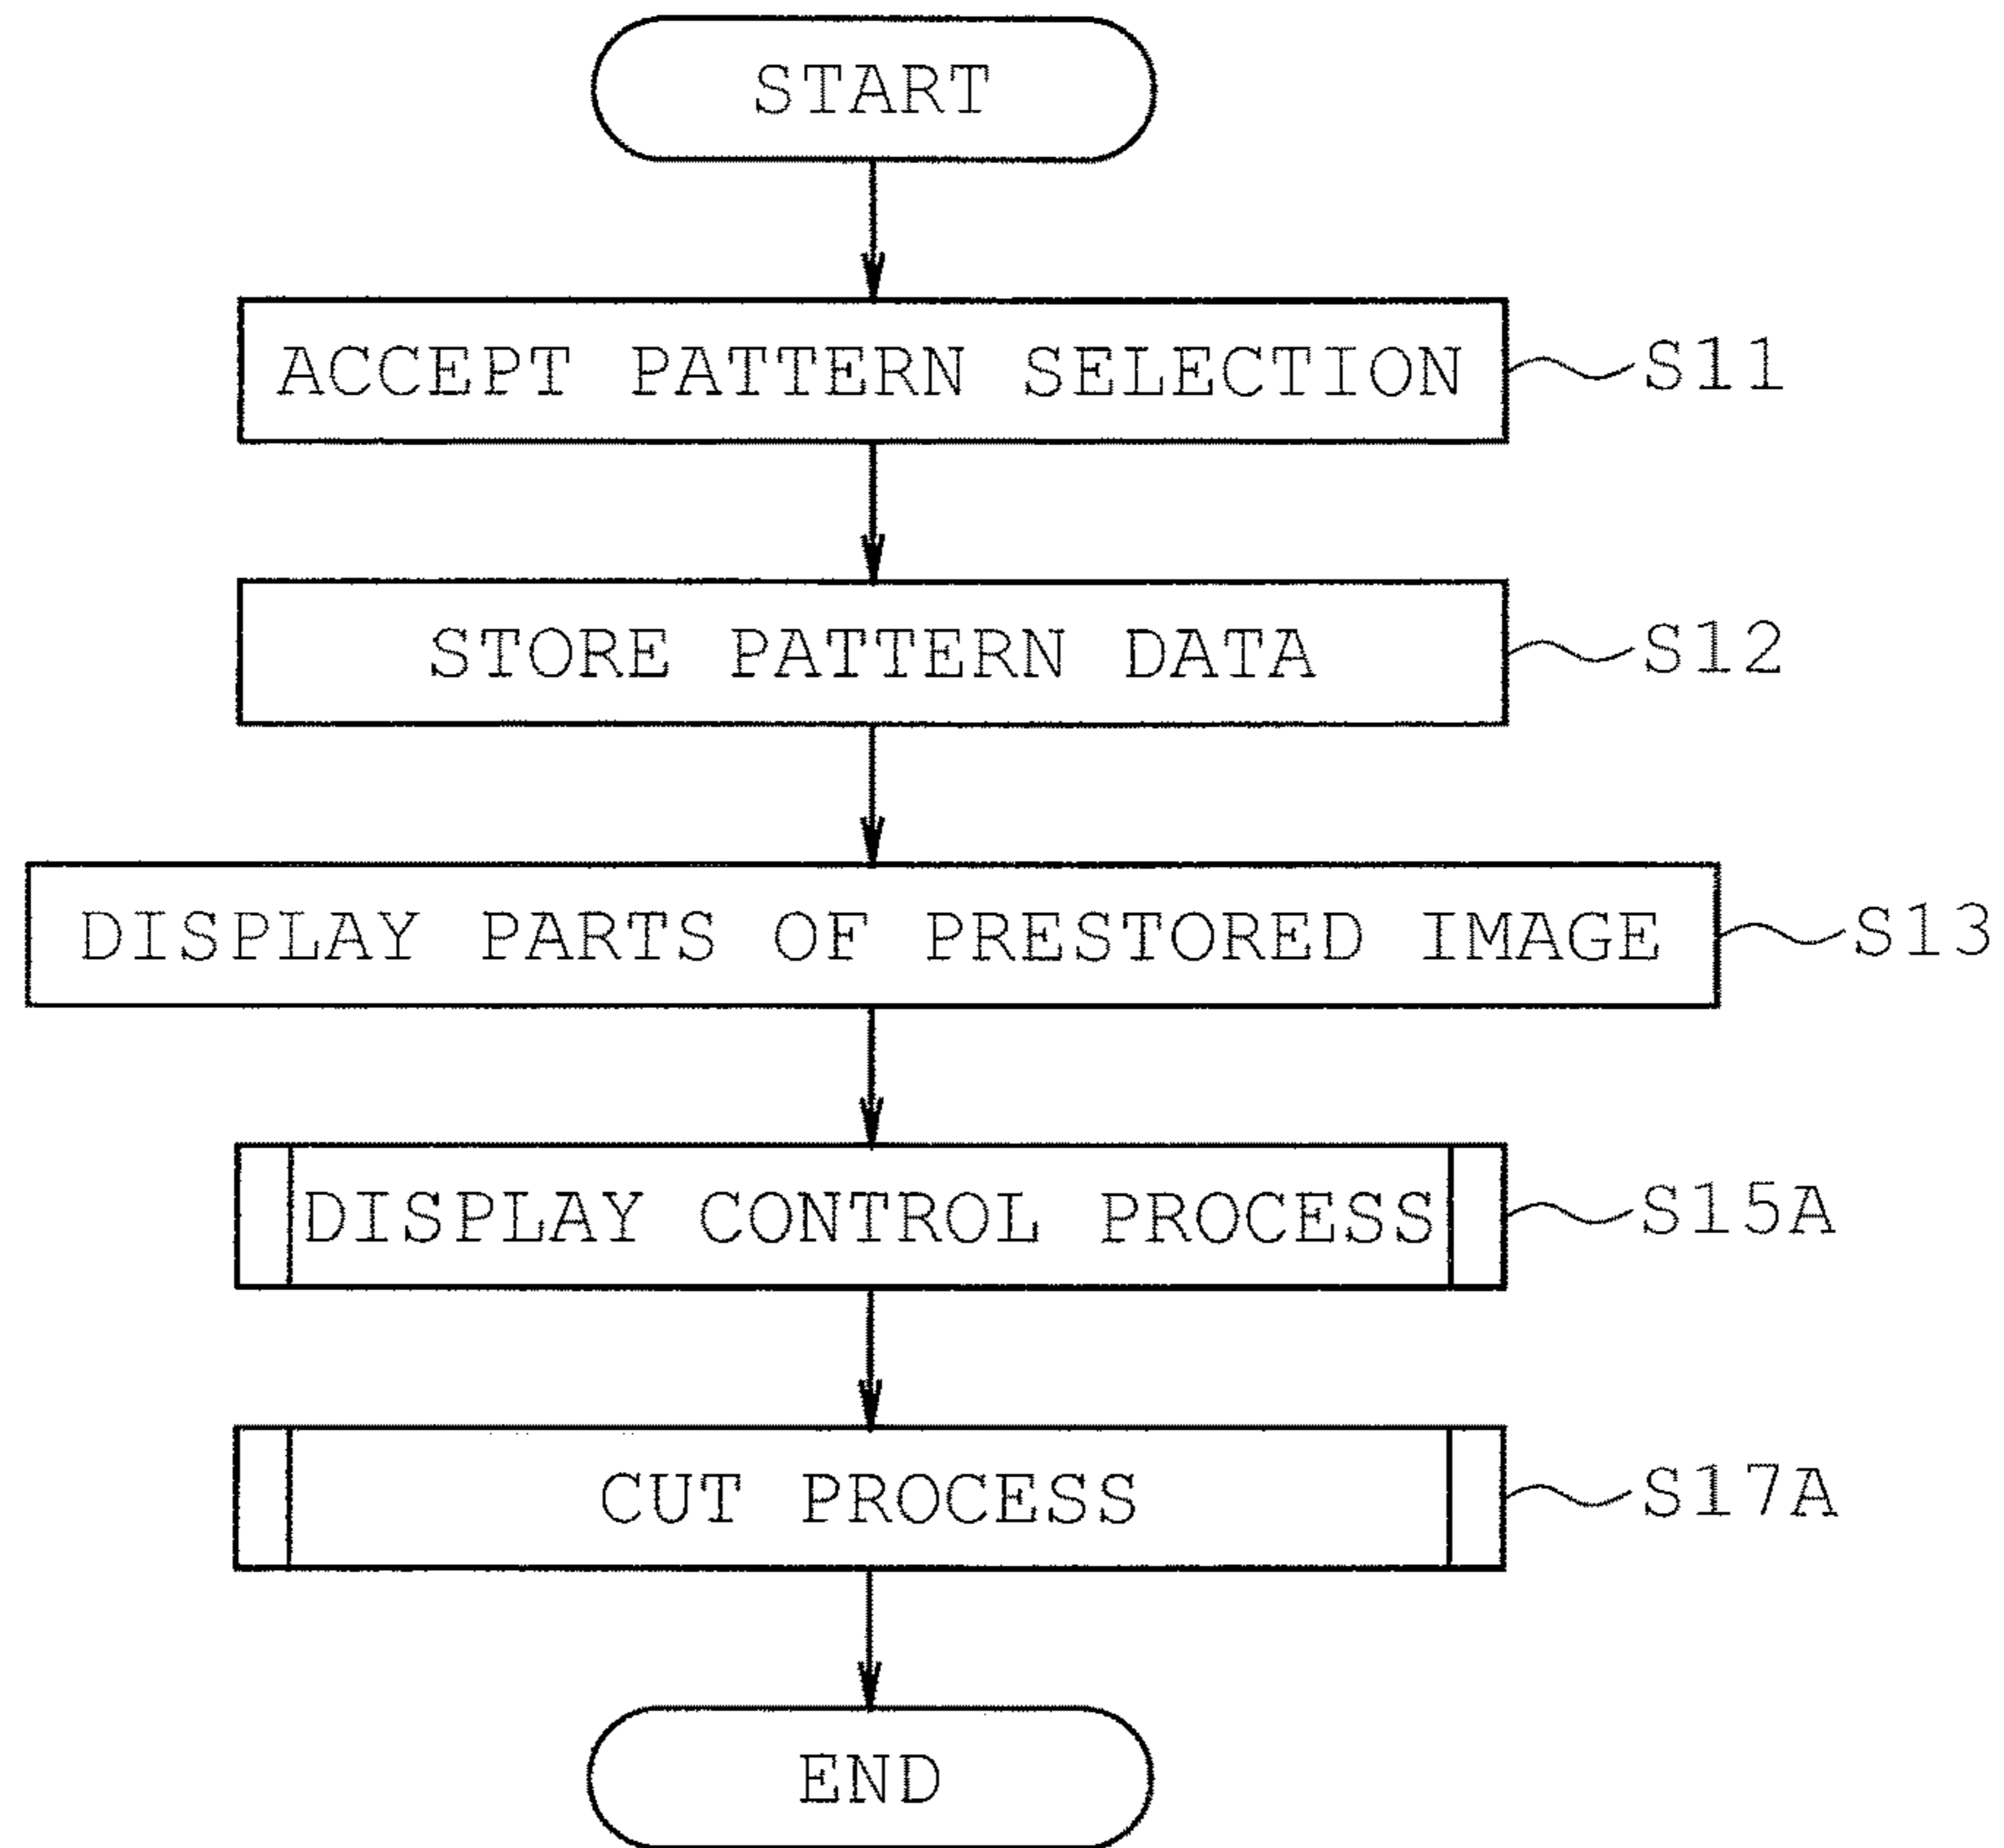 START
ACCEPT PATTERN SELECTION S11
STORE PATTERN DATA S12
DISPLAY PARTS OF PRESTORED IMAGE S13
DISPLAY CONTROL PROCESS S15A
CUT PROCESS S17A
END